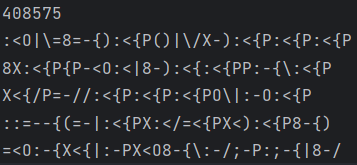 408575
:<O|\=8=-{):<{P()|\/X-):<{P:<{P:<{P
8X:<{P{P-<O:<|8-):<{:<{PP:-{\:<{P
X<{/P=-//:<{P:<{P:<{PO\|:-O:<{P
::=--{(=-|:<{PX:</=<{PX<):<{P8-{)
=<O:-{X<{|:-PX<O8-{\:-/;-P:;-{|8-/